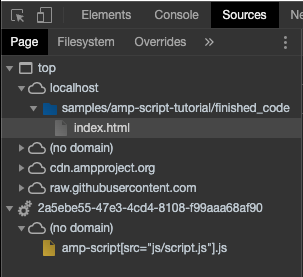 Elements Console Sources Net
Page Filesystem Overrides »
top
localhost
samples/amp-script-tutorial/finished_code
index.html
(no domain)
cdn.ampproject.org
raw.githubusercontent.com
2a5ebe55-47e3-4cd4-8108-f99aaa68af90
(no domain)
amp-script[src="js/script.js"].js